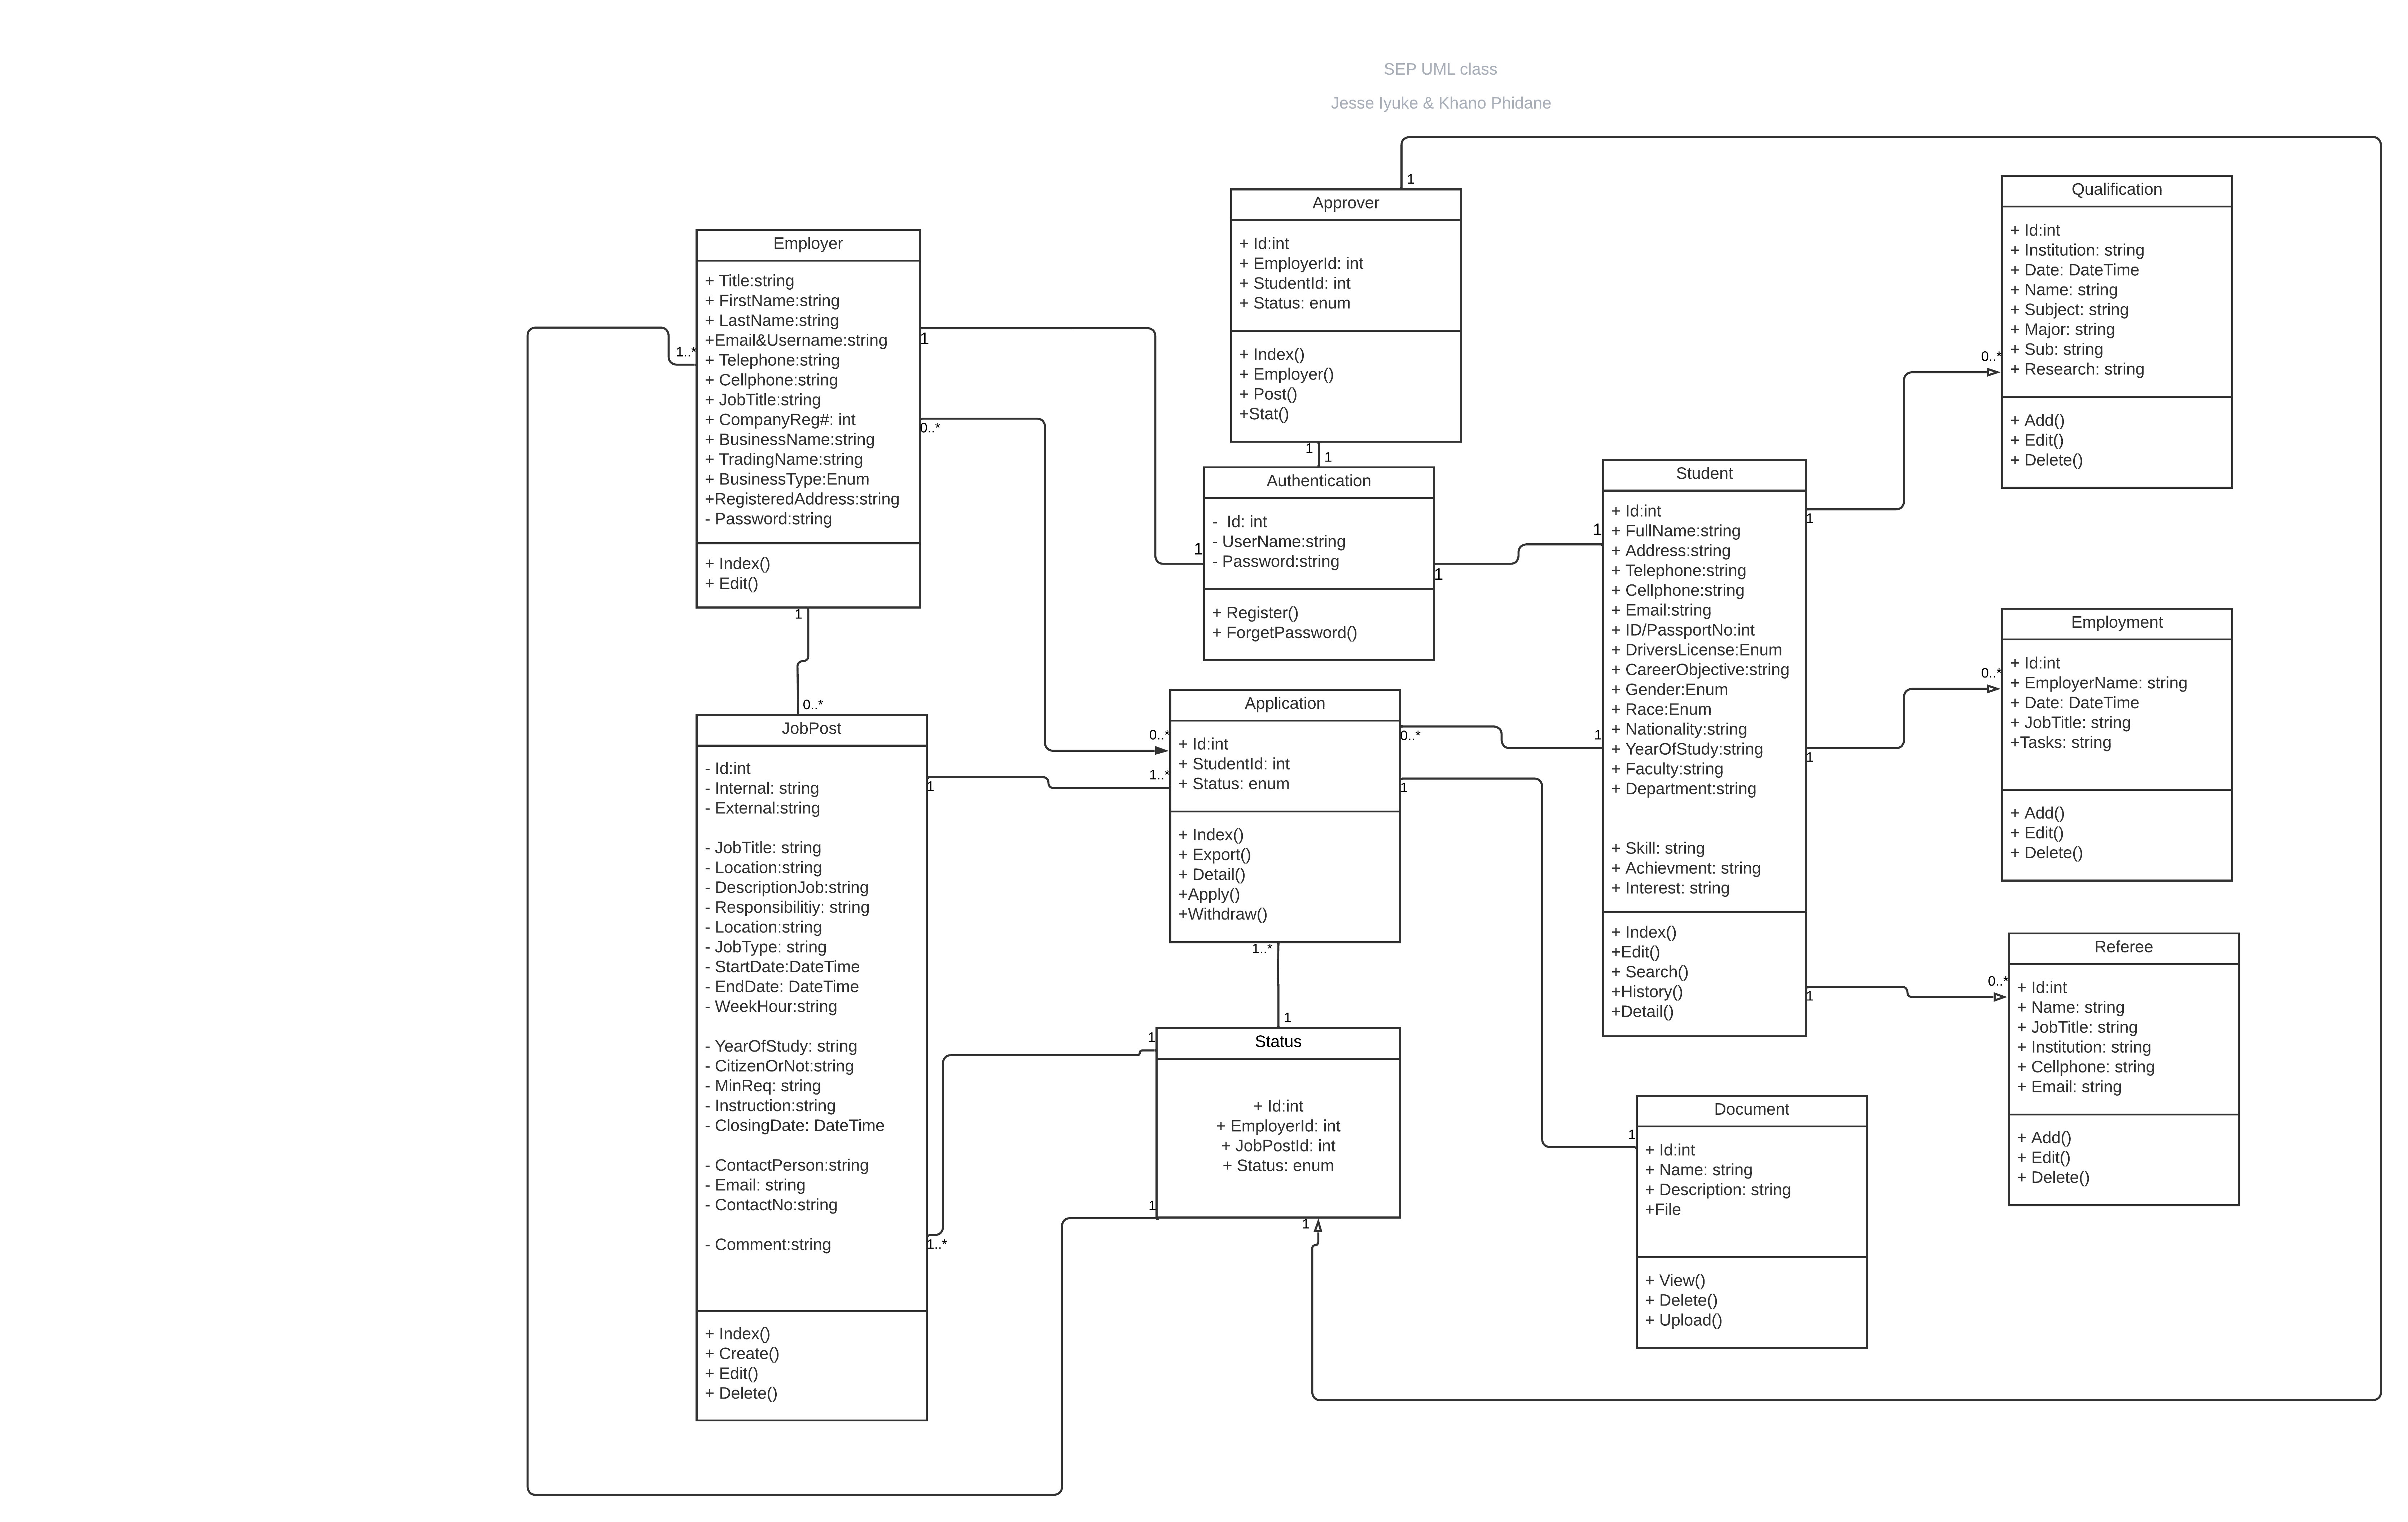 SEP UML class
Jesse Iyuke & Khano Phidane
1
Approver
+ Id:int
+ EmployerId: int
+ StudentId: int
+ Status: enum
+ Index()
+ Employer()
+ Post()
+Stat()
1
1
Employer
+ Title:string
+ FirstName:string
+ LastName:string
+Email&Username:string
+ Telephone:string
+ Cellphone:string
+ JobTitle:string
+ CompanyReg#: int
+ BusinessName:string
+ TradingName:string
+ BusinessType:Enum
+RegisteredAddress:string
- Password:string
+ Index()
+ Edit()
1..*
1
0..*
1
0..*
Authentication
-  Id: int
- UserName:string
- Password:string
+ Register()
+ ForgetPassword()
1
1
Student
+ Id:int
+ FullName:string
+ Address:string
+ Telephone:string
+ Cellphone:string
+ Email:string
+ ID/PassportNo:int
+ DriversLicense:Enum
+ CareerObjective:string
+ Gender:Enum
+ Race:Enum
+ Nationality:string
+ YearOfStudy:string
+ Faculty:string
+ Department:string
+ Skill: string
+ Achievment: string
+ Interest: string
+ Index()
+Edit()
+ Search()
+History()
+Detail()
1
1
1
1
1
Qualification
+ Id:int
+ Institution: string
+ Date: DateTime
+ Name: string
+ Subject: string
+ Major: string
+ Sub: string
+ Research: string
+ Add()
+ Edit()
+ Delete()
0..*
Employment
+ Id:int
+ EmployerName: string
+ Date: DateTime
+ JobTitle: string
+Tasks: string
+ Add()
+ Edit()
+ Delete()
0..*
Referee
+ Id:int
+ Name: string
+ JobTitle: string
+ Institution: string
+ Cellphone: string
+ Email: string
+ Add()
+ Edit()
+ Delete()
0..*
JobPost
- Id:int
- Internal: string
- External:string
- JobTitle: string
- Location:string
- DescriptionJob:string
- Responsibilitiy: string
- Location:string
- JobType: string
- StartDate:DateTime
- EndDate: DateTime
- WeekHour:string
- YearOfStudy: string
- CitizenOrNot:string
- MinReq: string
- Instruction:string
- ClosingDate: DateTime
- ContactPerson:string
- Email: string
- ContactNo:string
- Comment:string
+ Index()
+ Create()
+ Edit()
+ Delete()
1
1..*
Application
+ Id:int
+ StudentId: int
+ Status: enum
+ Index()
+ Export()
+ Detail()
+Apply()
+Withdraw()
0..*
1..*
0..*
1
1..*
1
Status
+ Id:int
+ EmployerId: int
+ JobPostId: int
+ Status: enum
1
1
1
Document
+ Id:int
+ Name: string
+ Description: string
+File
+ View()
+ Delete()
+ Upload()
1